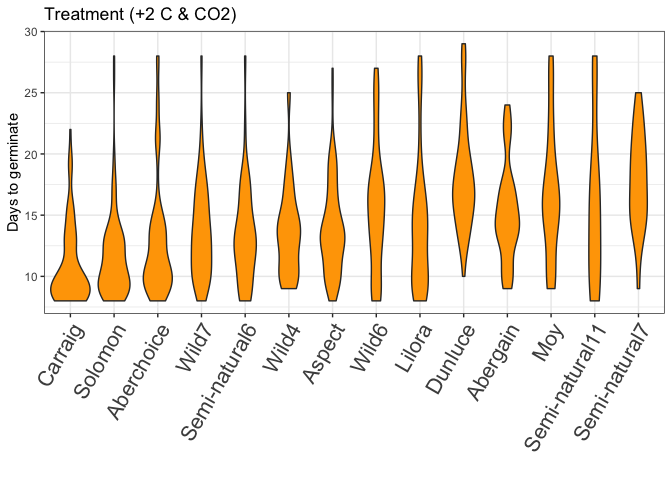 Treatment (+2 C & CO2)
30
25
20
15
10
Days to germinate
Carraig
Solomon
Aberchoice
Wild7
Semi-natural6
Wild4
Aspect
Wild6
Lilora
Dunluce
Abergain
Moy
Semi-natural11
Semi-natural7